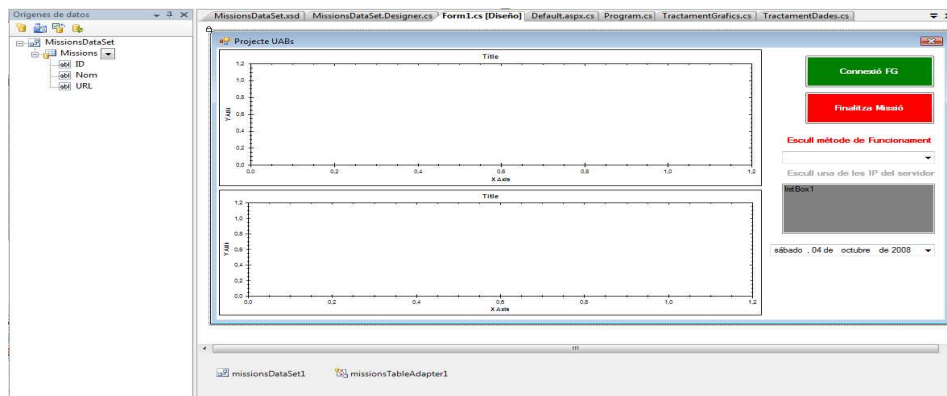 Orígenes de datos
MissionsDataSet
Missions
ID
Nom
URL
MissionsDataSet.xsd MissionsDataSet.Designer.cs Form1.cs [Diseño] Default.aspx.cs Program.cs TractamentGrafics.cs TractamentDades.cs
Projecte UABs
Title
1,2
1,0
0,8
0,6
0,4
0,2
0,0
Y Axis
0,0 0,2 0,4 0,6 0,8 1,0 1,2
X Axis
Title
1,2
1,0
0,8
0,6
0,4
0,2
0,0
Y Axis
0,0 0,2 0,4 0,6 0,8 1,0 1,2
X Axis
Connexió FG
Finalitza Missió
Escull mètode de Funcionament
Escull una de les IP del servidor
listBox1
sábado , 04 de octubre de 2008
missionsDataSet1 missionsTableAdapter1